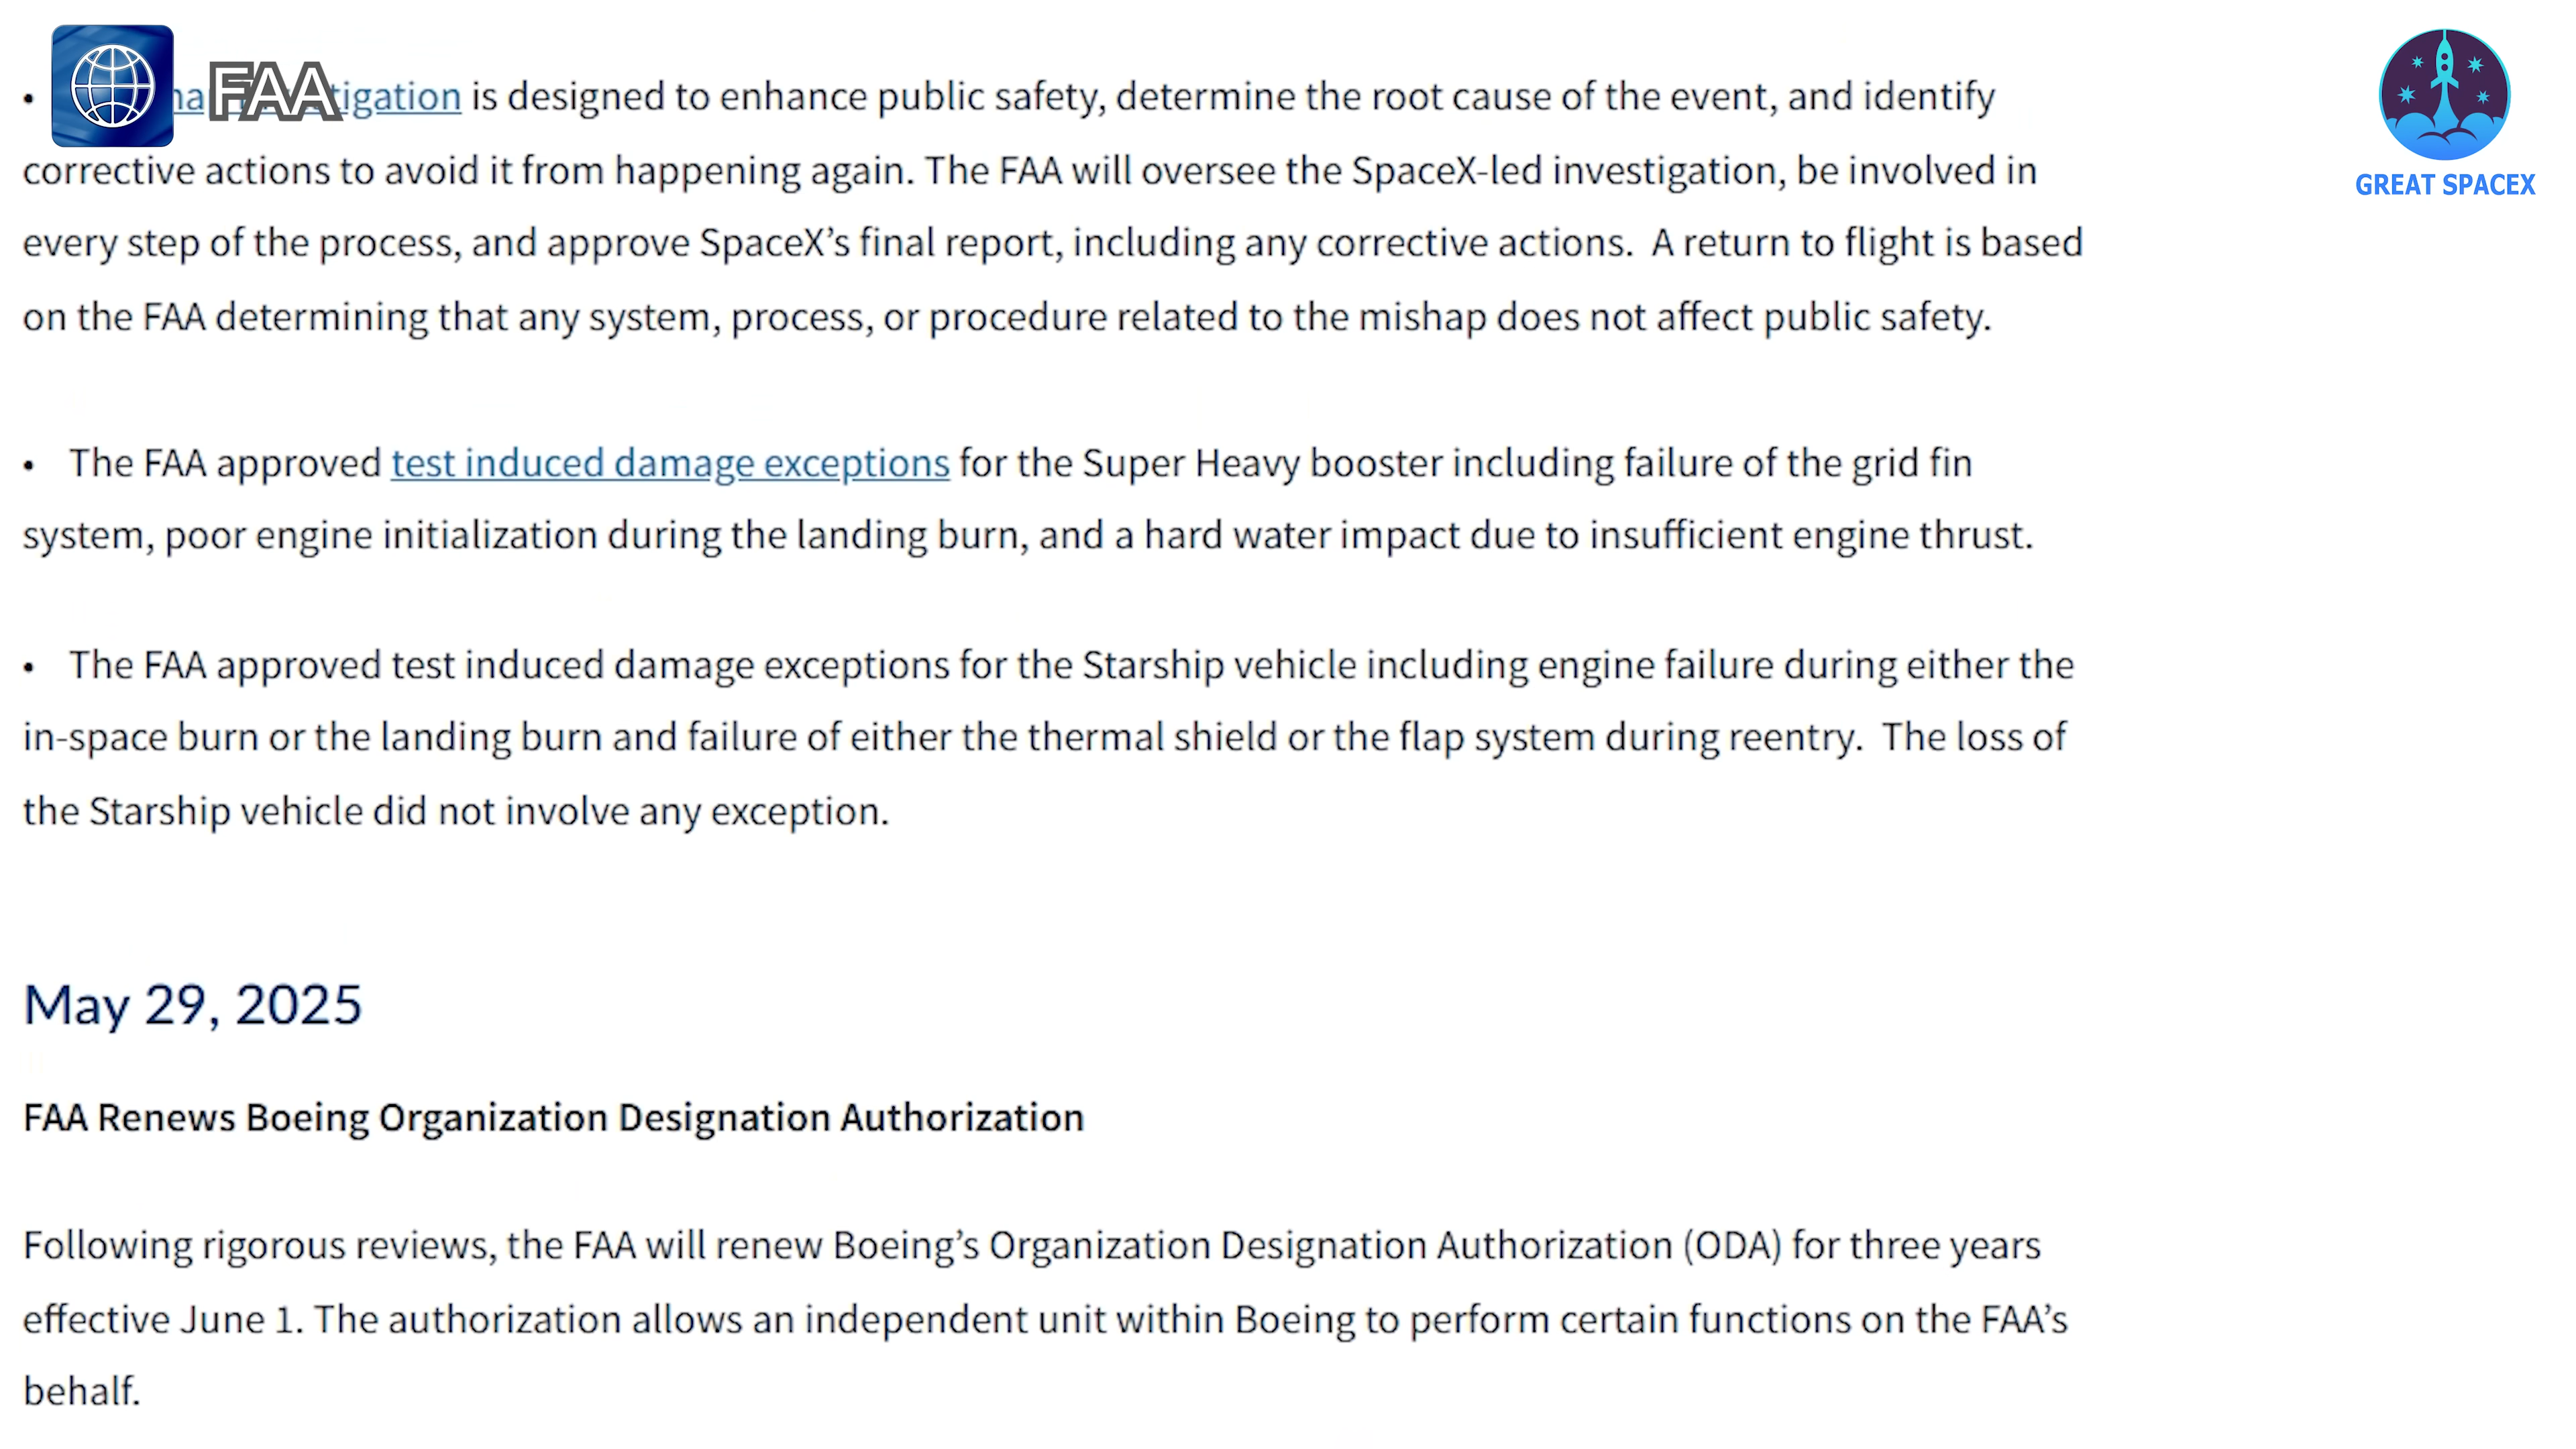 FAA
• igation is designed to enhance public safety, determine the root cause of the event, and identify
corrective actions to avoid it from happening again. The FAA will oversee the SpaceX-led investigation, be involved in
every step of the process, and approve SpaceX’s final report, including any corrective actions.  A return to flight is based
on the FAA determining that any system, process, or procedure related to the mishap does not affect public safety.
GREAT SPACEX
• The FAA approved test induced damage exceptions for the Super Heavy booster including failure of the grid fin
system, poor engine initialization during the landing burn, and a hard water impact due to insufficient engine thrust.
• The FAA approved test induced damage exceptions for the Starship vehicle including engine failure during either the
in-space burn or the landing burn and failure of either the thermal shield or the flap system during reentry.  The loss of
the Starship vehicle did not involve any exception.
May 29, 2025
FAA Renews Boeing Organization Designation Authorization
Following rigorous reviews, the FAA will renew Boeing’s Organization Designation Authorization (ODA) for three years
effective June 1. The authorization allows an independent unit within Boeing to perform certain functions on the FAA’s
behalf.